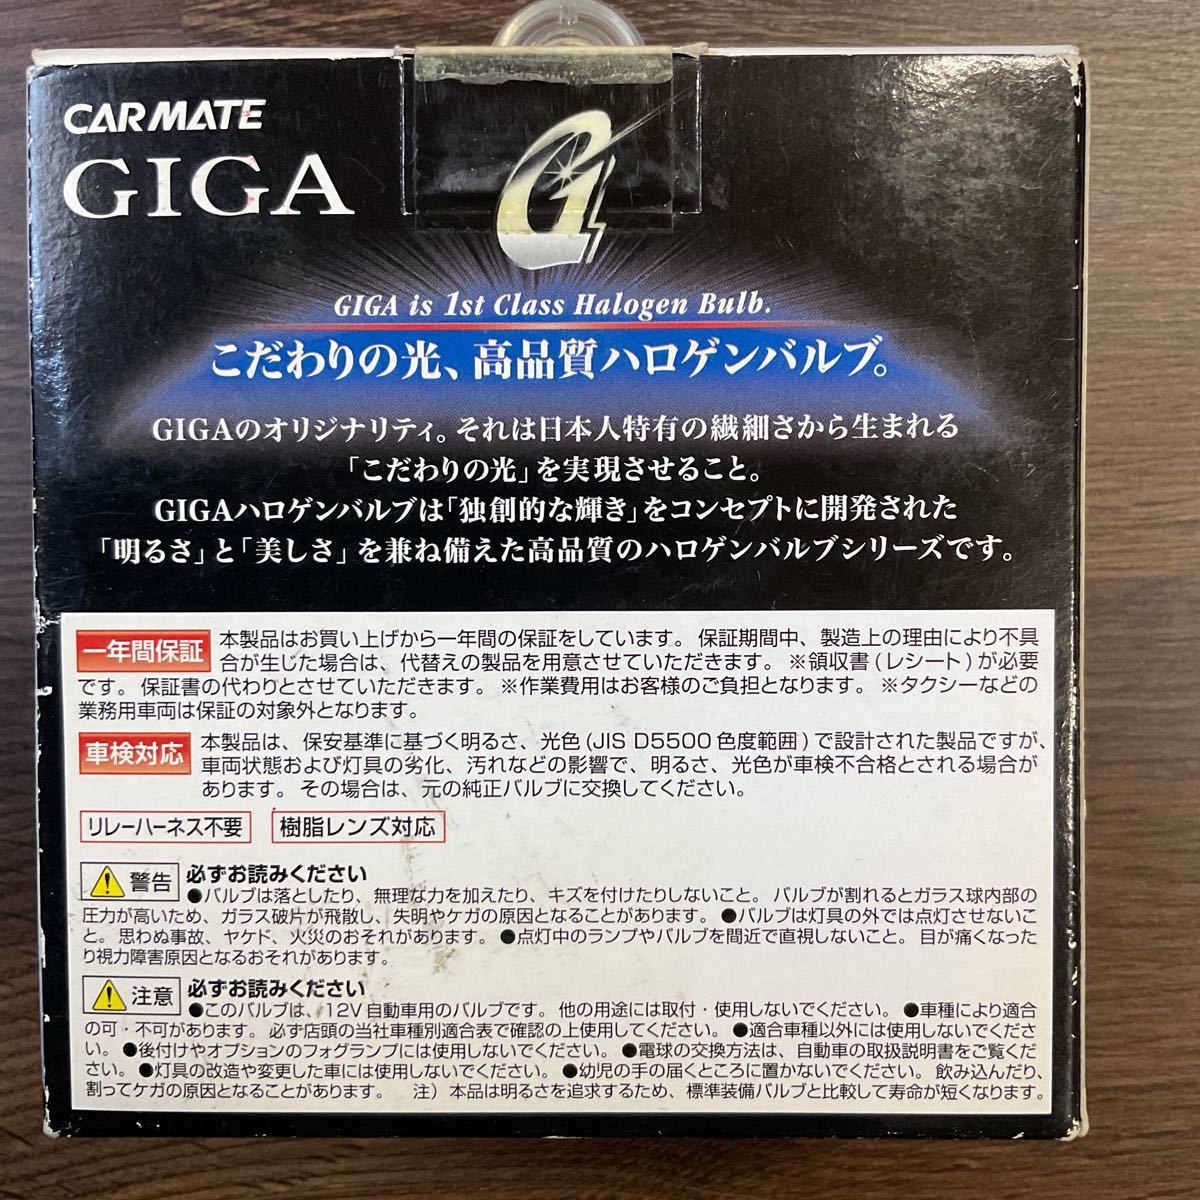 CARMATE
GIGA
G
GIGA is 1st Class Halogen Bulb.
こだわりの光、高品質ハロゲンバルブ。
GIGAのオリジナリティ。それは日本人特有の繊細さから生まれる
「こだわりの光」を実現させること。
GIGAハロゲンバルブは「独創的な輝き」をコンセプトに開発された
「明るさ」と「美しさ」を兼ね備えた高品質のハロゲンバルブシリーズです。
一年間保証 本製品はお買い上げから一年間の保証をしています。 保証期間中、製造上の理由により不具
合が生じた場合は、代替えの製品を用意させていただきます。 ※領収書(レシート)が必要
です。 保証書の代わりとさせていただきます。 ※作業費用はお客様のご負担となります。 ※タクシーなどの
業務用車両は保証の対象外となります。
車検対応 本製品は、保安基準に基づく明るさ、光色(JIS D5500色度範囲)で設計された製品ですが、
車両状態および灯具の劣化、汚れなどの影響で、明るさ、光色が車検不合格とされる場合が
あります。 その場合は、元の純正バルブに交換してください。
リレーハーネス不要 樹脂レンズ対応
警告 必ずお読みください
●バルブは落としたり、無理な力を加えたり、キズを付けたりしないこと。 バルブが割れるとガラス球内部の
圧力が高いため、ガラス破片が飛散し、失明やケガの原因となることがあります。 ●バルブは灯具の外では点灯させないこ
と。思わぬ事故、ヤケド、火災のおそれがあります。 ●点灯中のランプやバルブを間近で直視しないこと。 目が痛くなった
り視力障害原因となるおそれがあります。
注意 必ずお読みください
●このバルブは、12V自動車用のバルブです。 他の用途には取付・使用しないでください。 ●車種により適合
の可・不可があります。 必ず店頭の当社車種別適合表で確認の上使用してください。 ●適合車種以外には使用しないでくださ
い。 ●後付けやオプションのフォグランプには使用しないでください。 ●電球の交換方法は、自動車の取扱説明書をご覧くだ
さい。 ●灯具の改造や変更した車には使用しないでください。 ●幼児の手の届くところに置かないでください。 飲み込んだり、
割ってケガの原因となることがあります。 注) 本品は明るさを追求するため、標準装備バルブと比較して寿命が短くなります。